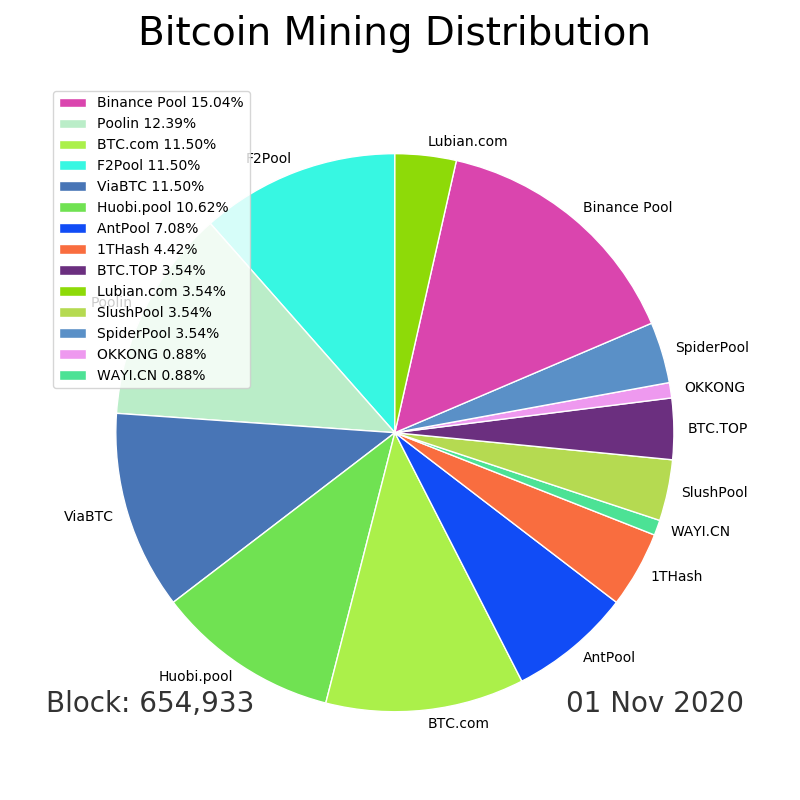 Bitcoin Mining Distribution
Binance Pool 15.04%
Poolin 12.39%
BTC.com 11.50%
F2Pool 11.50%
ViaBTC 11.50%
Huobi.pool 10.62%
AntPool 7.08%
1THash 4.42%
BTC.TOP 3.54%
Lubian.com 3.54%
SlushPool 3.54%
SpiderPool 3.54%
OKKONG 0.88%
WAYI.CN 0.88%
Lubian.com
F2Pool
Binance Pool
Poolin
SpiderPool
OKKONG
BTC.TOP
SlushPool
ViaBTC
WAYI.CN
1THash
AntPool
Huobi.pool
BTC.com
Block: 654,933
01 Nov 2020